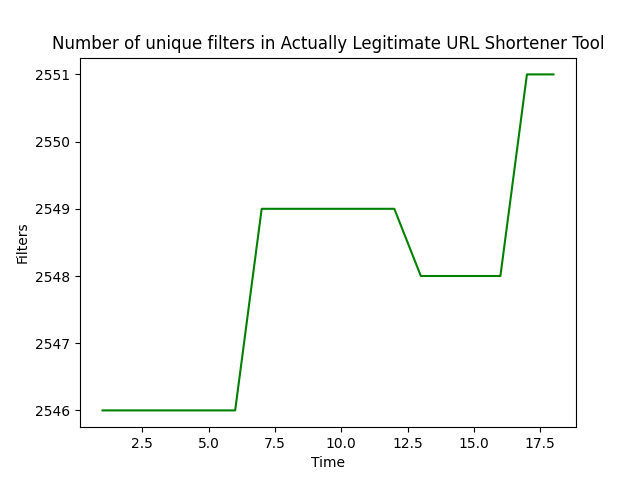 Number of unique filters in Actually Legitimate URL Shortener Tool
2551
2550
2549
2548
2547
2546
Filters
2.5 5.0 7.5 10.0 12.5 15.0 17.5
Time